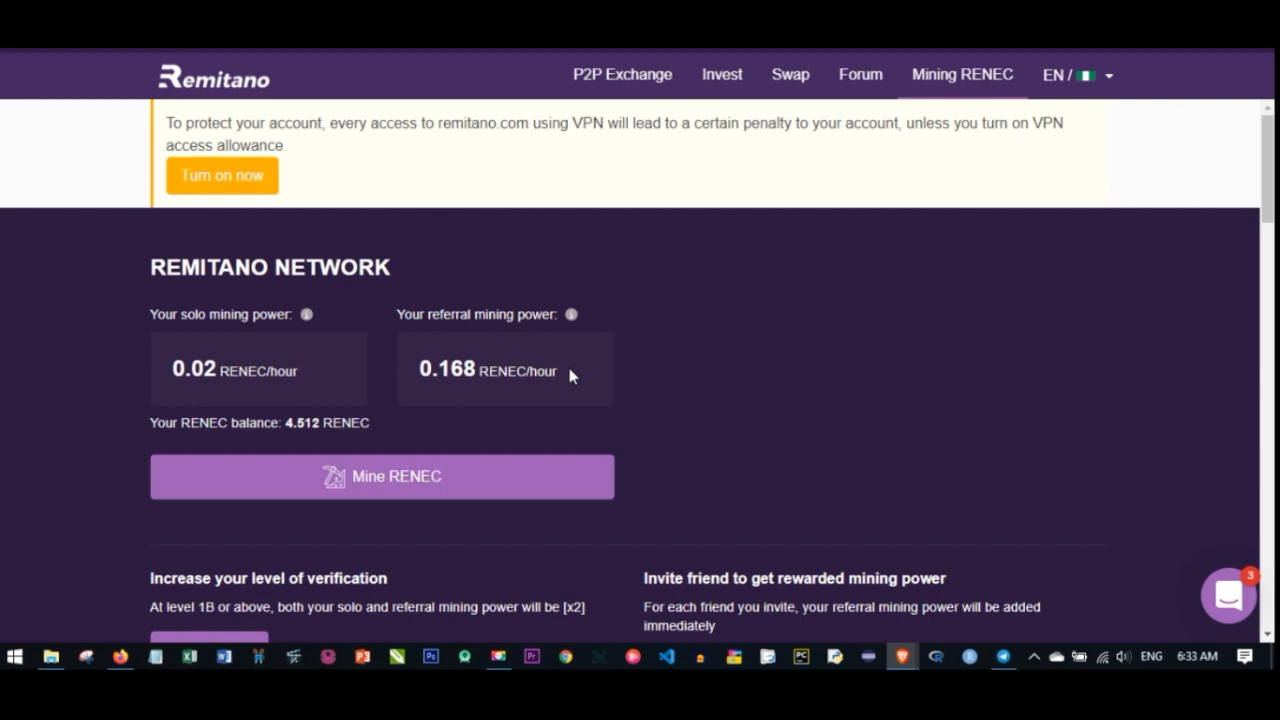 Remitano
P2P Exchange Invest Swap Forum Mining RENEC EN /
To protect your account, every access to remitano.com using VPN will lead to a certain penalty to your account, unless you turn on VPN
access allowance
Turn on now
REMITANO NETWORK
Your solo mining power: Your referral mining power:
0.02 RENEC/hour 0.168 RENEC/hour
Your RENEC balance: 4.512 RENEC
Mine RENEC
Increase your level of verification
At level 1B or above, both your solo and referral mining power will be [x2]
Invite friend to get rewarded mining power
For each friend you invite, your referral mining power will be added
immediately
3
ENG 6:33 AM